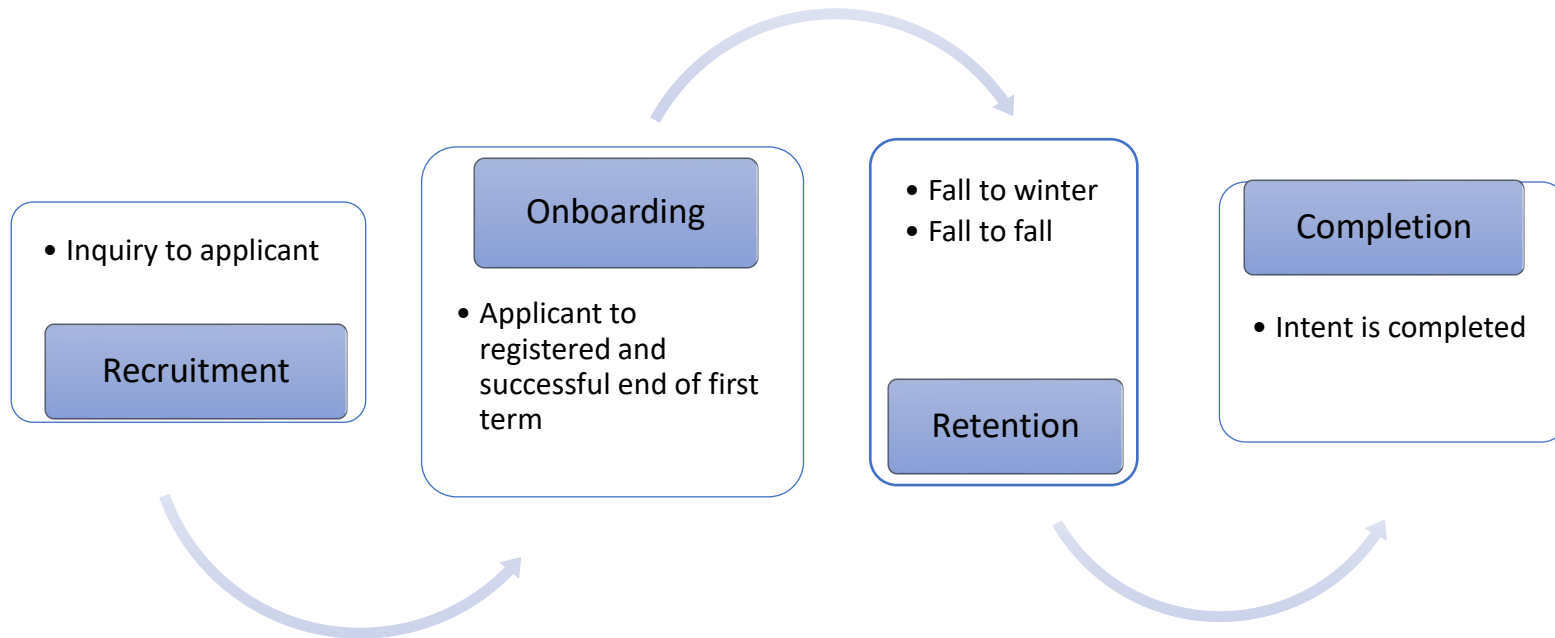 • Inquiry to applicant
Recruitment
Onboarding
• Applicant to
registered and
successful end of first
term
• Fall to winter
• Fall to fall
Retention
Completion
• Intent is completed